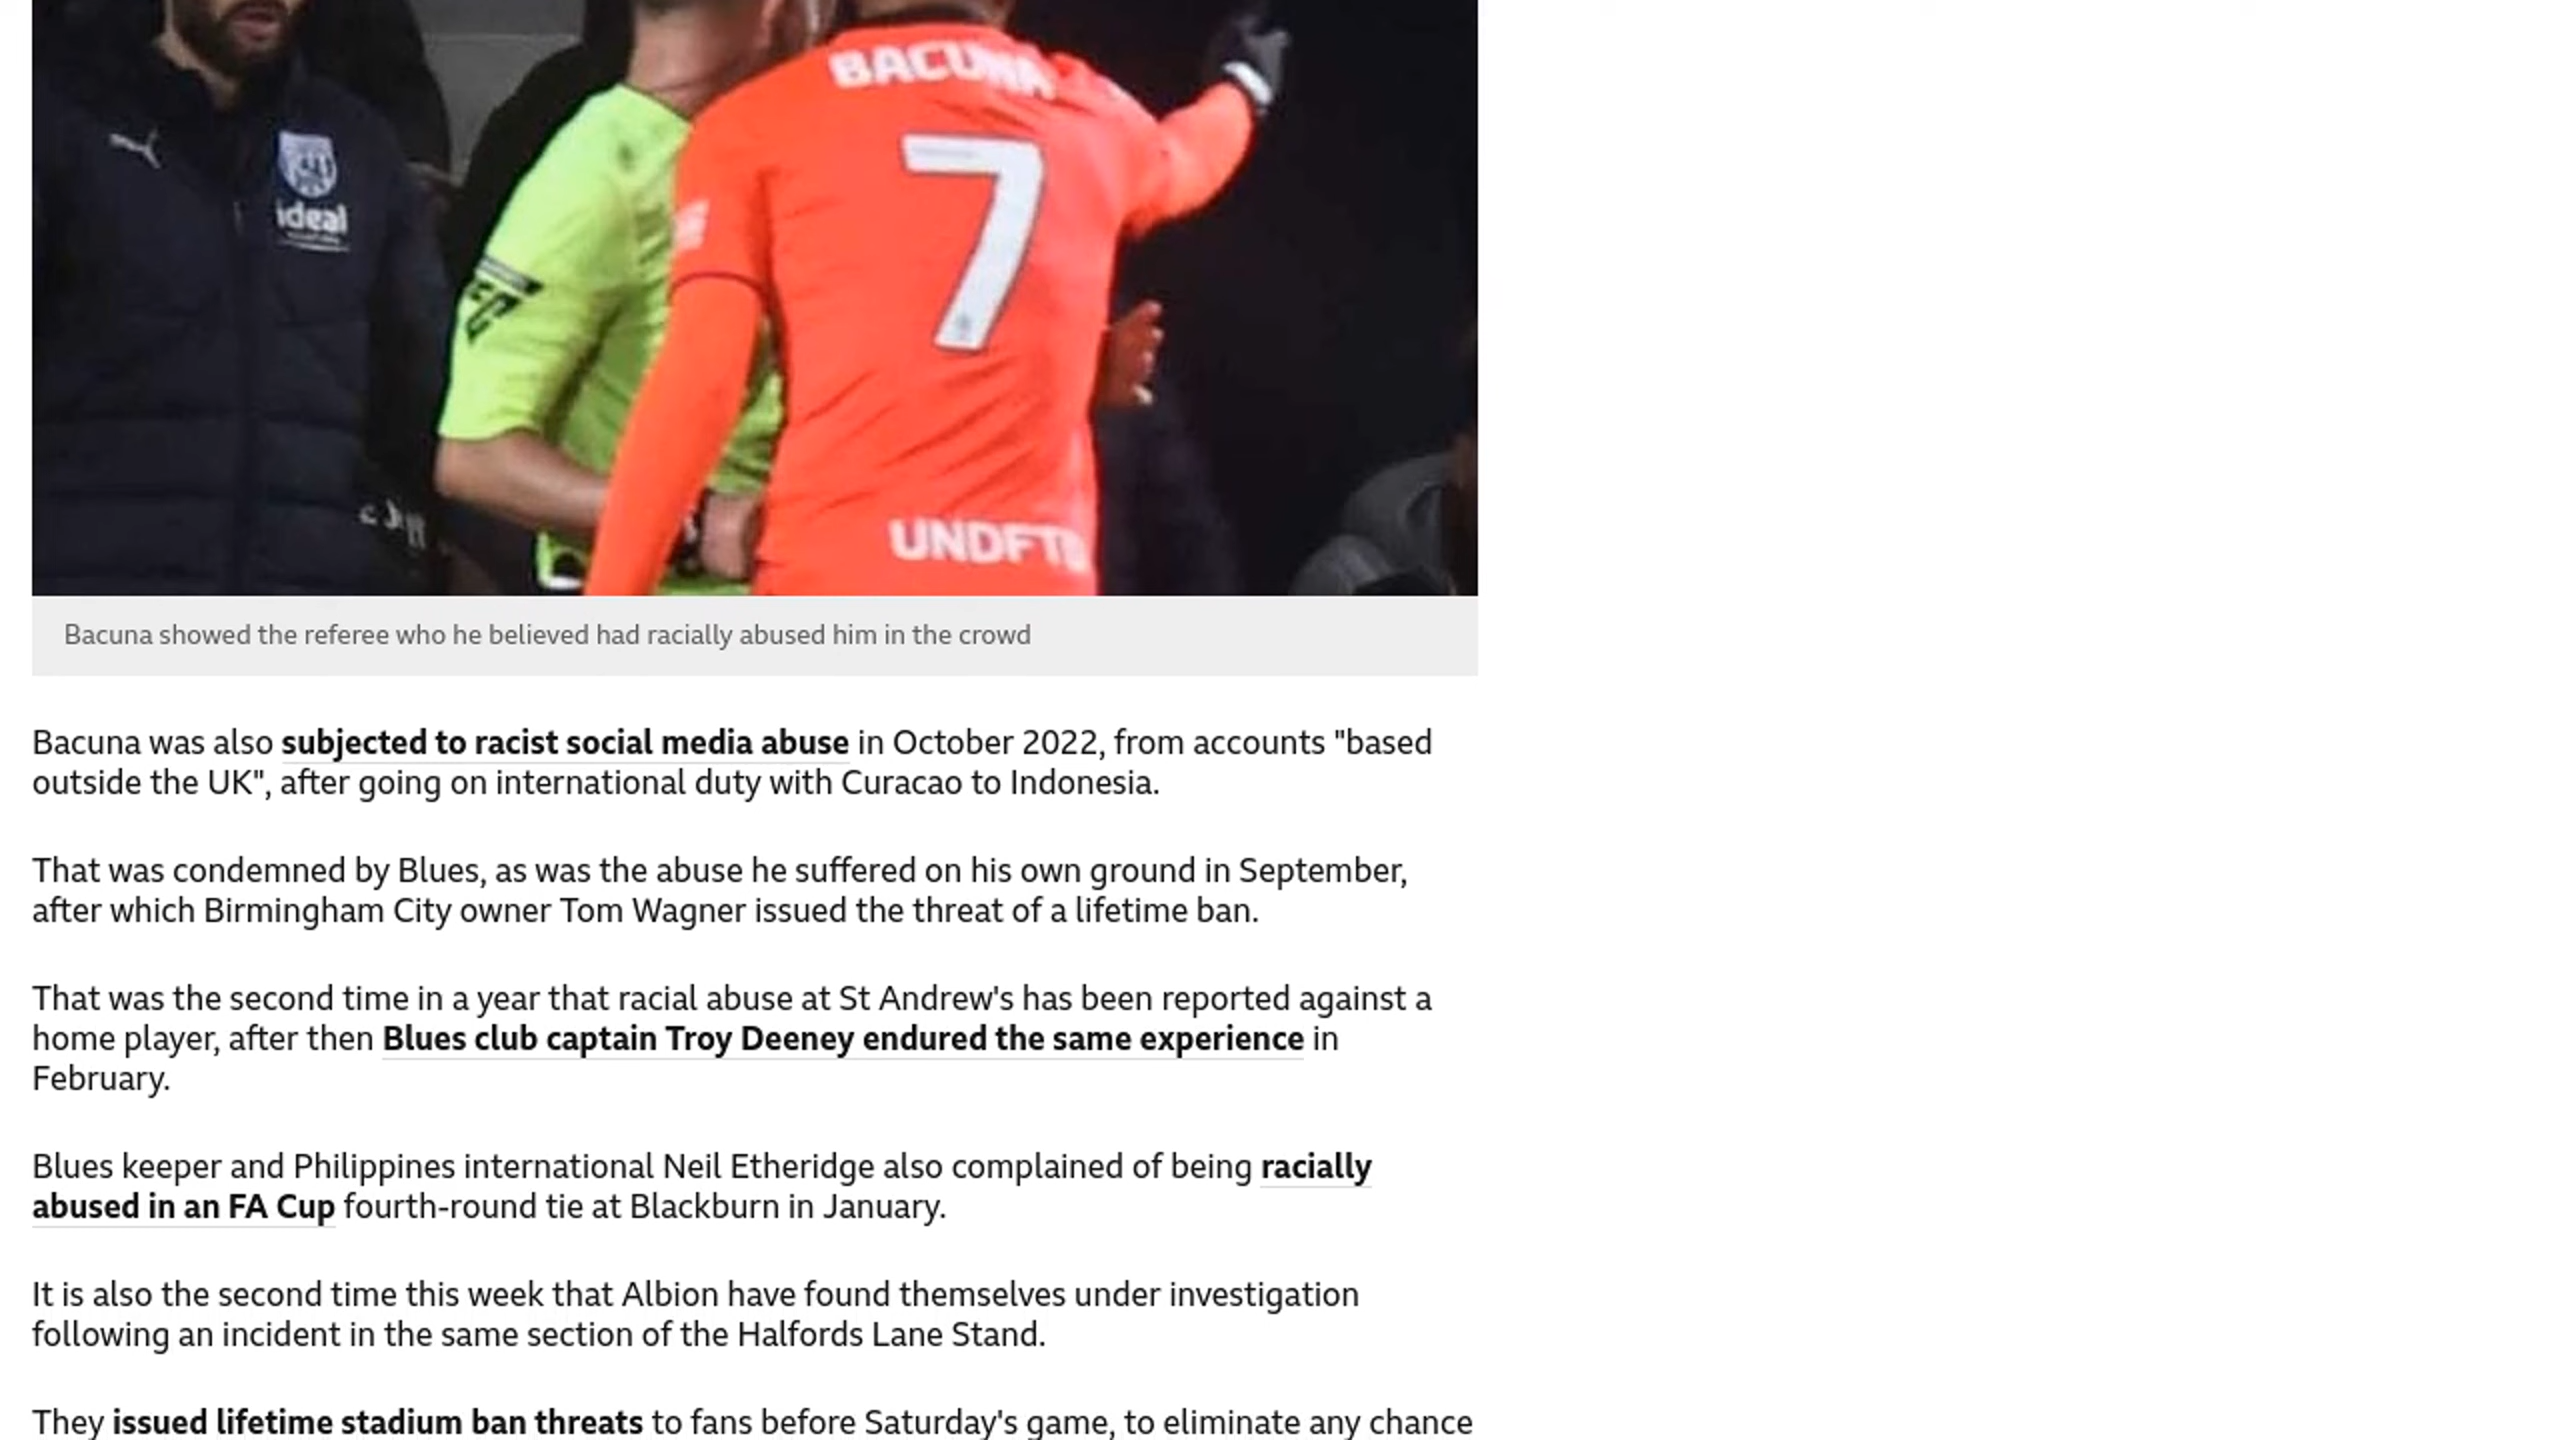 BACUNA
7
ideal
UNDFTD
Bacuna showed the referee who he believed had racially abused him in the crowd
Bacuna was also subjected to racist social media abuse in October 2022, from accounts "based
outside the UK", after going on international duty with Curacao to Indonesia.
That was condemned by Blues, as was the abuse he suffered on his own ground in September,
after which Birmingham City owner Tom Wagner issued the threat of a lifetime ban.
That was the second time in a year that racial abuse at St Andrew's has been reported against a
home player, after then Blues club captain Troy Deeney endured the same experience in
February.
Blues keeper and Philippines international Neil Etheridge also complained of being racially
abused in an FA Cup fourth-round tie at Blackburn in January.
It is also the second time this week that Albion have found themselves under investigation
following an incident in the same section of the Halfords Lane Stand.
They issued lifetime stadium ban threats to fans before Saturday's game, to eliminate any chance